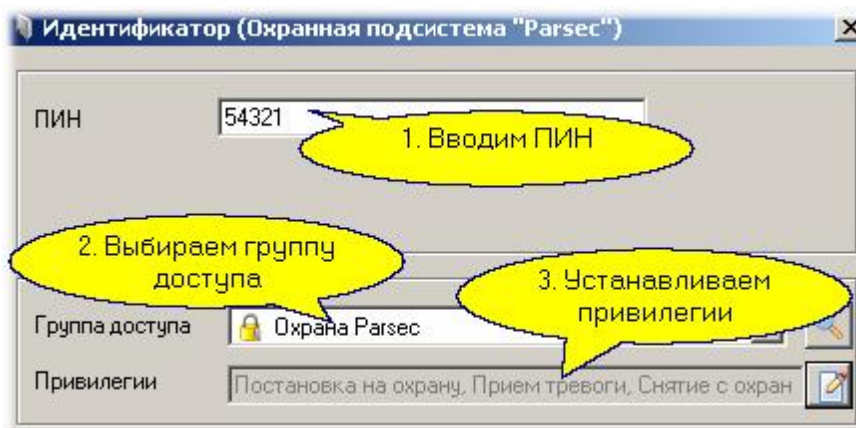 Идентификатор (Охранная подсистема "Parsec")
ПИН
54321
1. Вводим ПИН
2. Выбираем группу
доступа
3. Устанавливаем
привилегии
Группа доступа
Охрана Parsec
Привилегии
Постановка на охрану, Прием тревоги, Снятие с охран